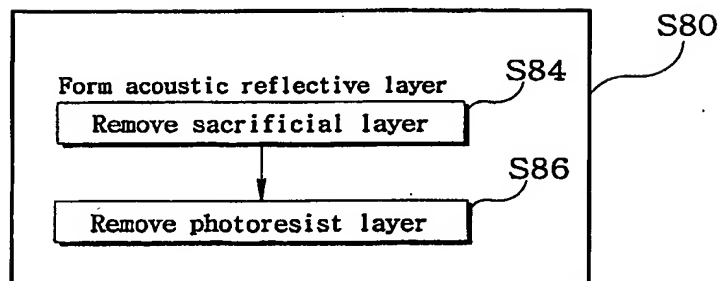 S80
Form acoustic reflective layer
S84
Remove sacrificial layer
S86
Remove photoresist layer